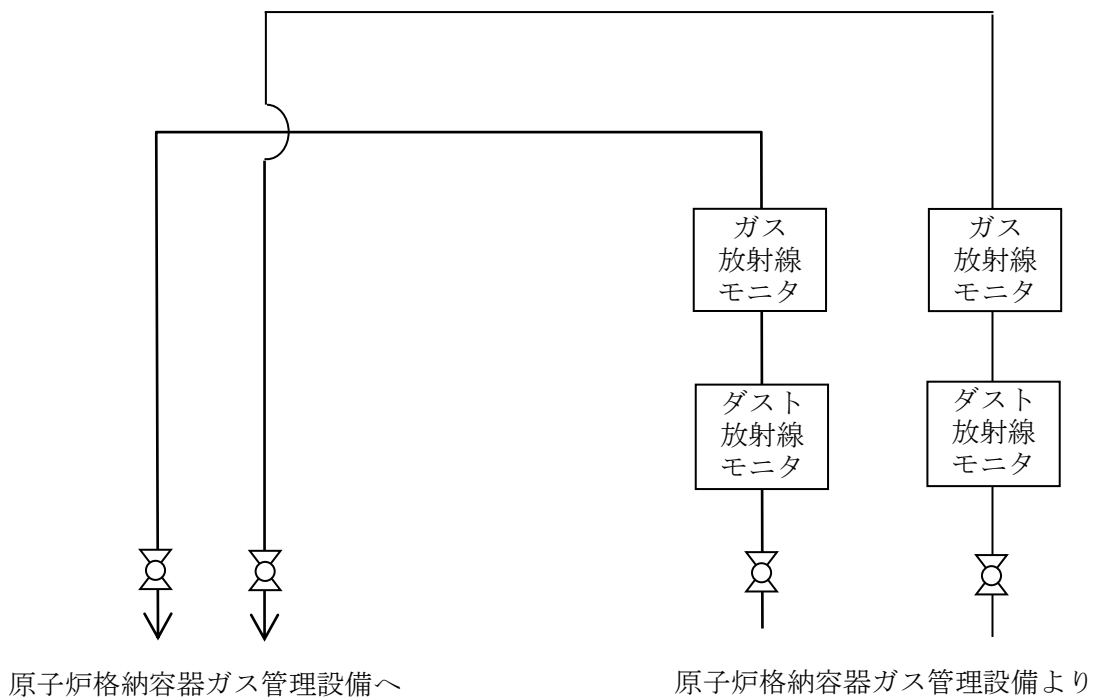 ガス
放射線
モニタ
ガス
放射線
モニタ
ダスト
放射線
モニタ
ダスト
放射線
モニタ
原子炉格納容器ガス管理設備へ
原子炉格納容器ガス管理設備より